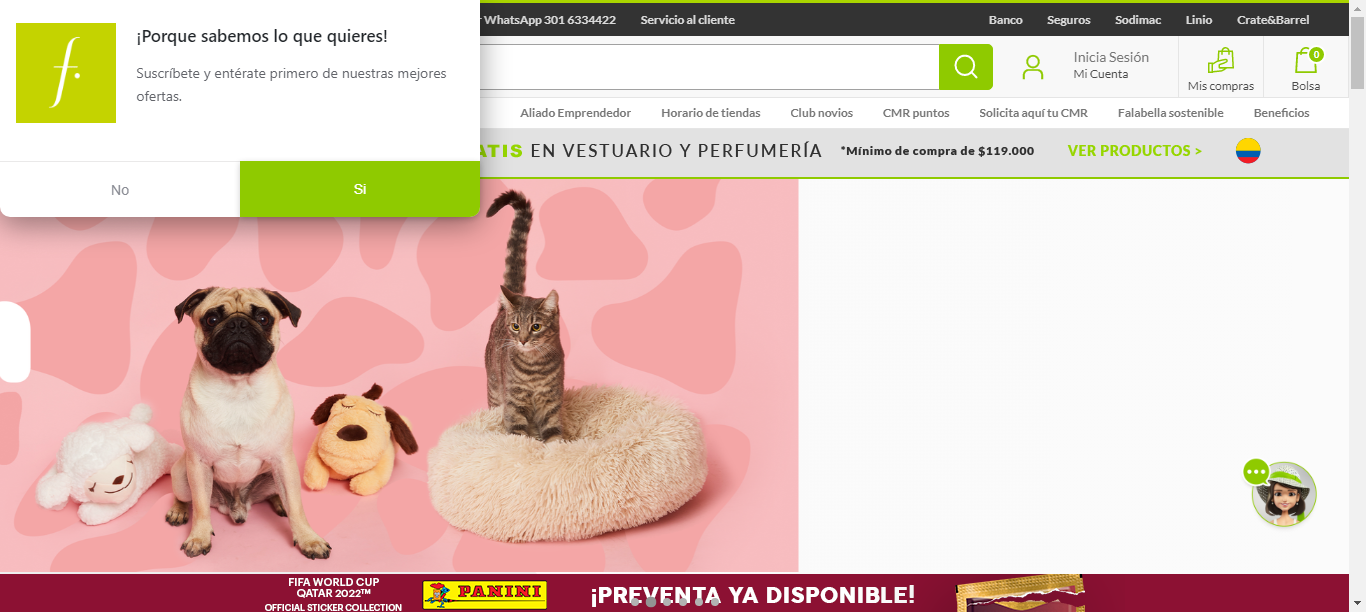 WhatsApp 301 6334422 Servicio al cliente Banco Seguros Sodimac Linio Crate&Barrel
¡Porque sabemos lo que quieres!
Suscríbete y entérate primero de nuestras mejores
ofertas.
No Si
Inicia Sesión
Mi Cuenta
Mis compras
0
Bolsa
Aliado Emprendedor Horario de tiendas Club novios CMR puntos Solicita aquí tu CMR Falabella sostenible Beneficios
EN VESTUARIO Y PERFUMERÍA *Mínimo de compra de $119.000 VER PRODUCTOS >
FIFA WORLD CUP
QATAR 2022™
OFFICIAL STICKER COLLECTION
PANINI
¡PREVENTA YA DISPONIBLE!